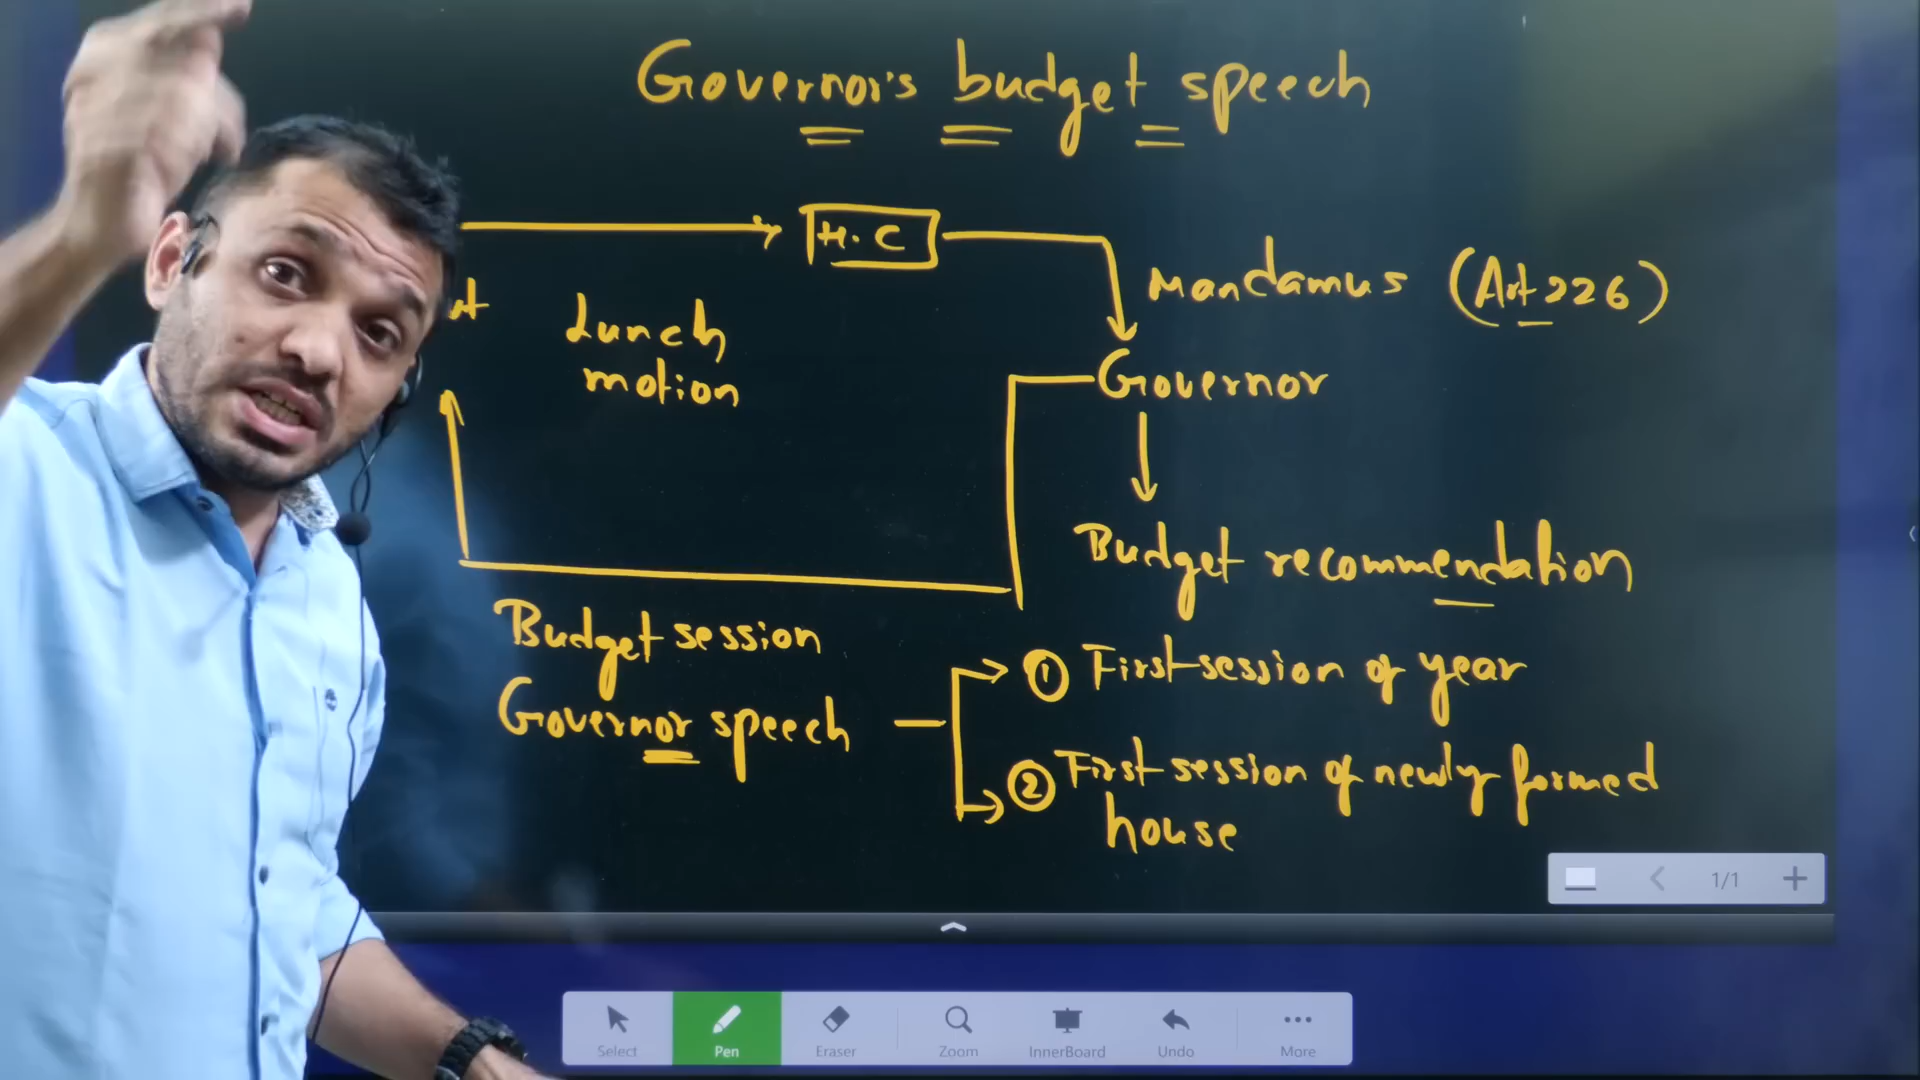 Governor's budget speech
H.C
Mandamus (Art 226)
Lunch
motion
Governor
Budget recommendation
Budget session
Governor speech
① First session of year
② First session of newly formed
house
1/1
Select
Pen
Eraser
Zoom
InnerBoard
Undo
More